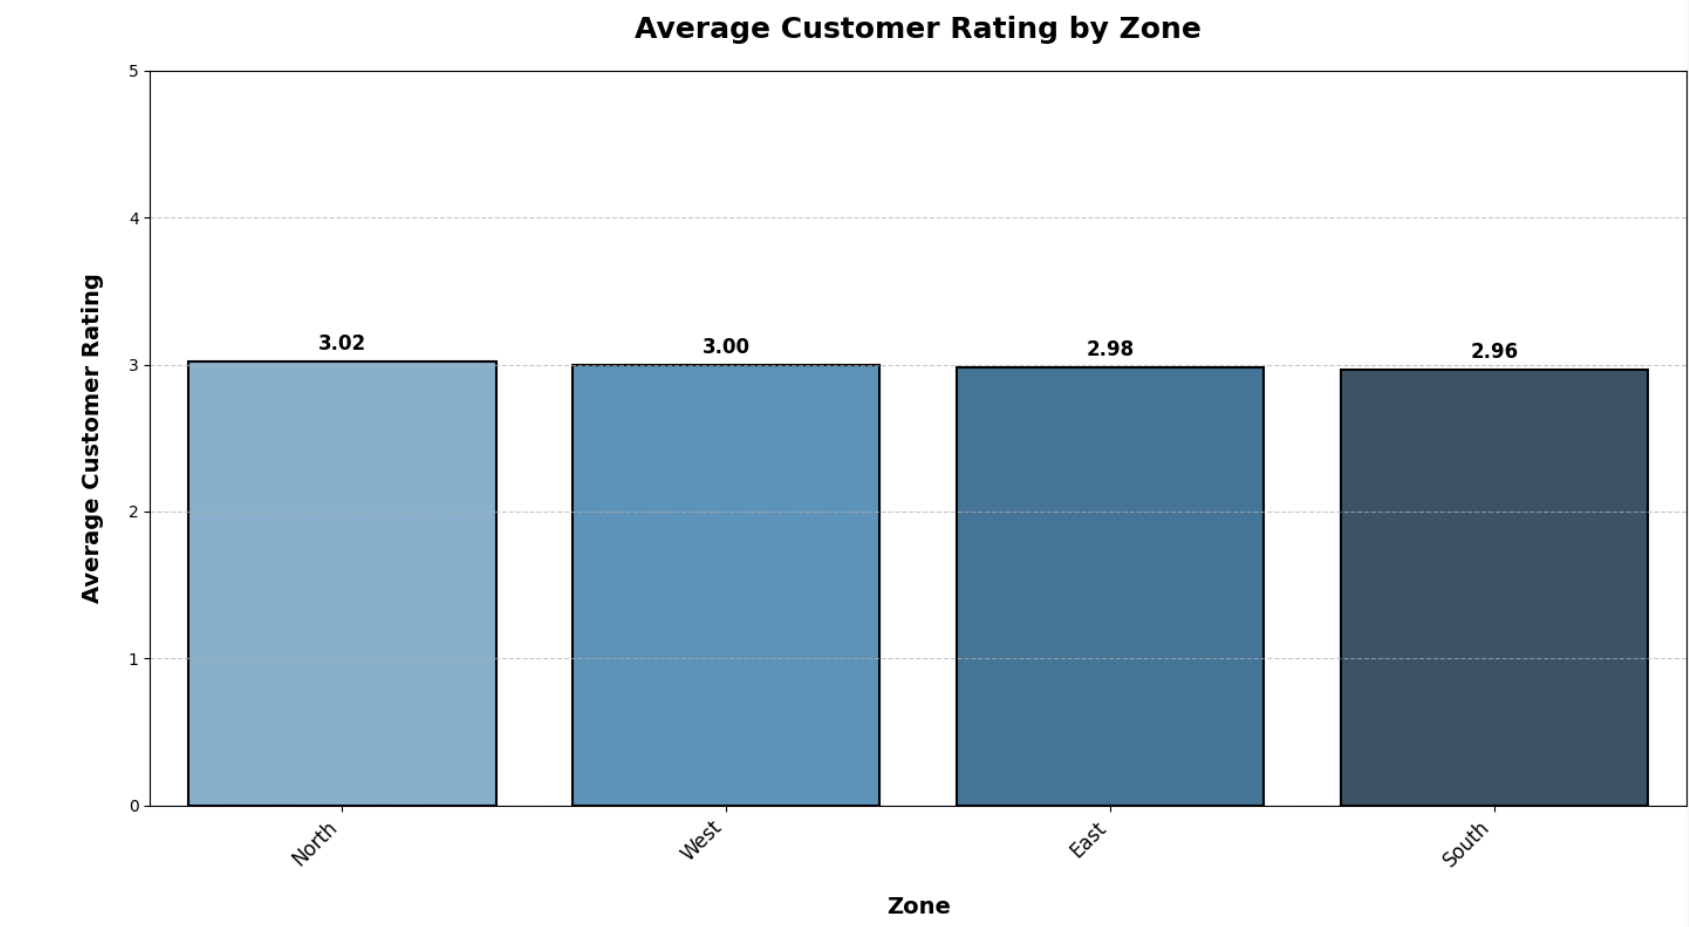 Average Customer Rating by Zone
5
4
3
2
1
0
Average Customer Rating
3.02
3.00
2.98
2.96
North
West
East
South
Zone